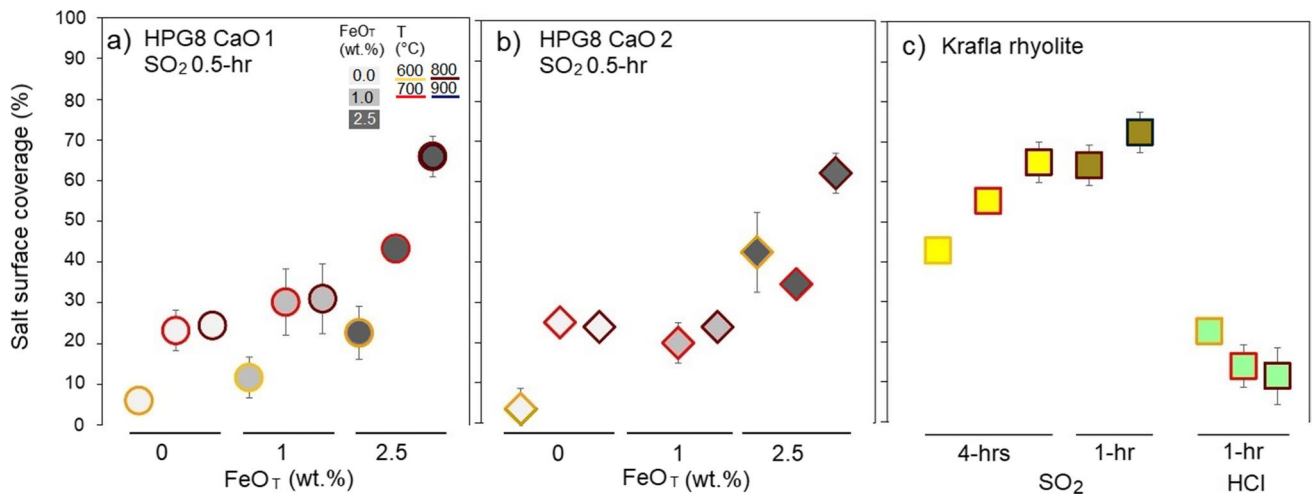 a) HPG8 CaO 1
SO2 0.5-hr
FeOT (wt.%)
T (°C)
0.0
1.0
2.5
600 800
700 900
b) HPG8 CaO 2
SO2 0.5-hr
c) Krafla rhyolite
Salt surface coverage (%)
100
90
80
70
60
50
40
30
20
10
0
0 1 2.5
FeOT (wt.%)
0 1 2.5
FeOT (wt.%)
4-hrs 1-hr 1-hr
SO2 HCl